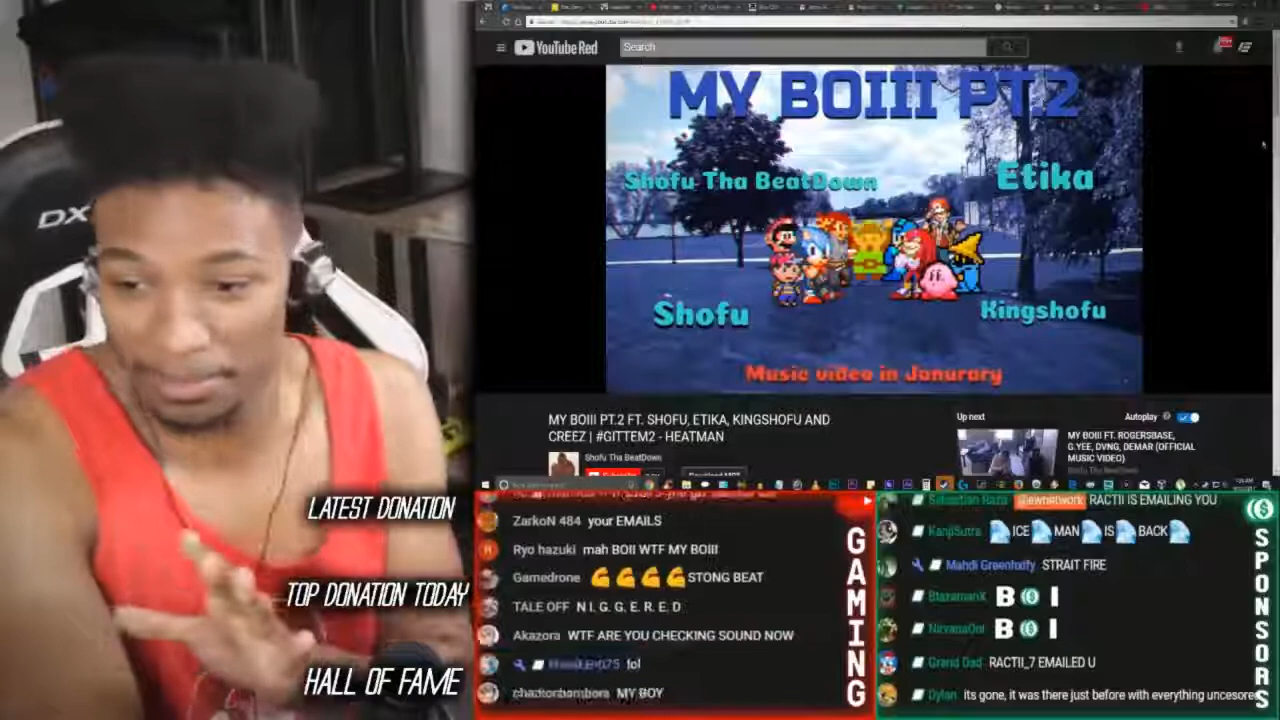 YouTube Red
Search
MY BOIII PT.2
Shofu Tha BeatDown
Etika
Shofu
Kingshofu
Music video in Janurary
MY BOIII PT.2 FT. SHOFU, ETIKA, KINGSHOFU AND
CREEZ | #GITTEM2 - HEATMAN
Shofu Tha BeatDown
Up next
Autoplay
MY BOIII FT. ROGERSBASE,
G.YEE, DVNG, DEMAR (OFFICIAL
MUSIC VIDEO)
Shofu Tha BeatDown
DX
LATEST DONATION
TOP DONATION TODAY
HALL OF FAME
ZarkoN 484 your EMAILS
Ryo hazuki mah BOII WTF MY BOIII
Gamedrone 💪💪💪💪STONG BEAT
TALE OFF N I. G. G. E. R. E. D
Akazora WTF ARE YOU CHECKING SOUND NOW
lol
MY BOY
GAMING
RACTII IS EMAILING YOU
KanjiSutra ICE MAN IS BACK
STRAIT FIRE
B I
NirvanaOni B I
Grand Dad RACTII_7 EMAILED U
Dylan its gone, it was there just before with everything uncesore
SPONSORS